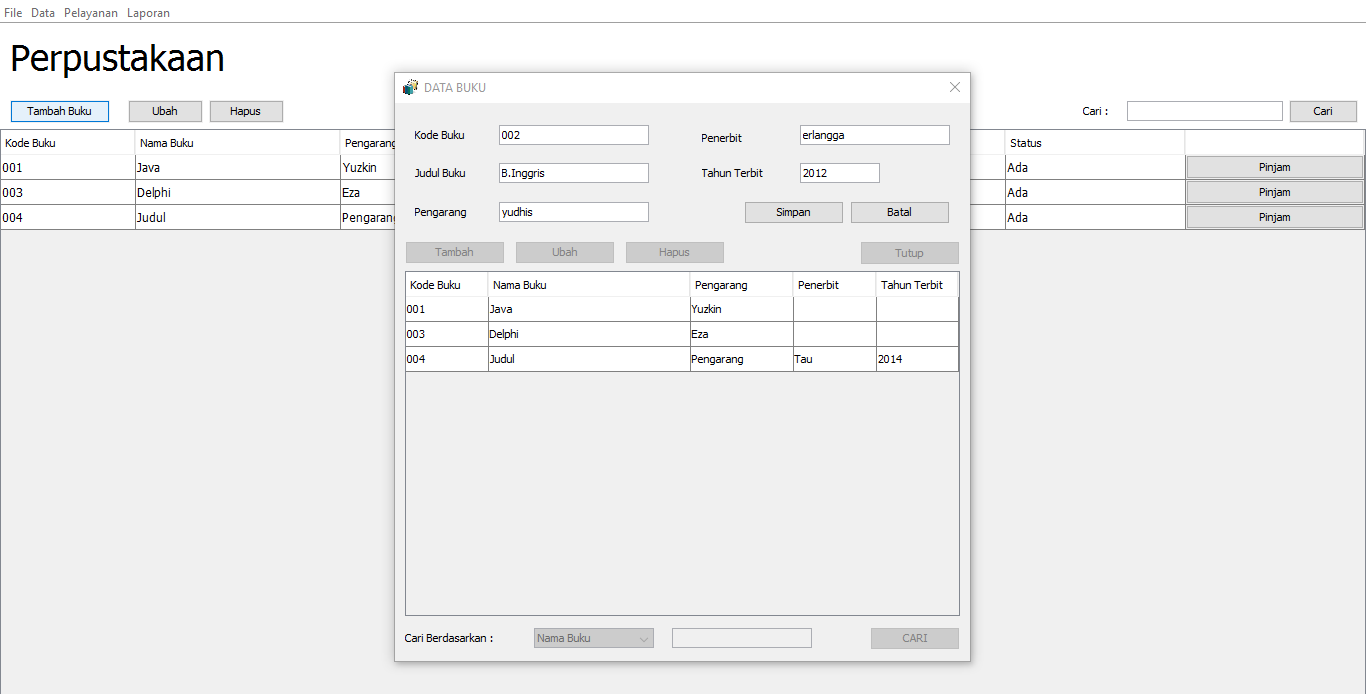 File Data Pelayanan Laporan
Perpustakaan
Tambah Buku Ubah Hapus Cari : Cari
Kode Buku Nama Buku Pengarang Status
001 Java Yuzkin Ada Pinjam
003 Delphi Eza Ada Pinjam
004 Judul Pengarang Ada Pinjam
DATA BUKU
Kode Buku 002 Penerbit erlangga
Judul Buku B.Inggris Tahun Terbit 2012
Pengarang yudhis Simpan Batal
Tambah Ubah Hapus Tutup
Kode Buku Nama Buku Pengarang Penerbit Tahun Terbit
001 Java Yuzkin
003 Delphi Eza
004 Judul Pengarang Tau 2014
Cari Berdasarkan : Nama Buku CARI